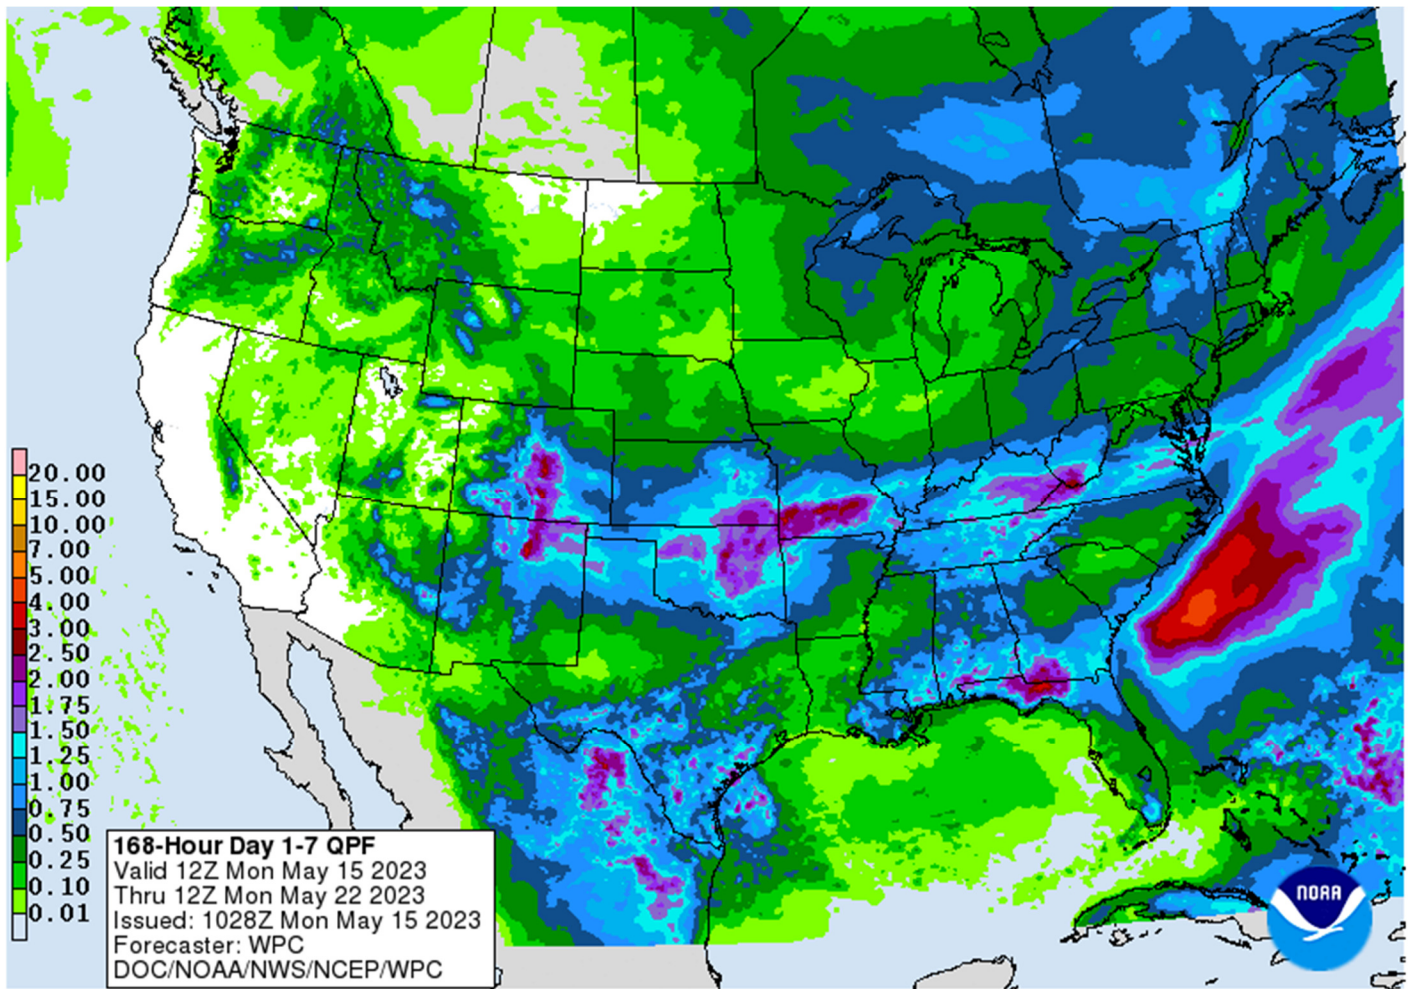 20.00
15.00
10.00
7.00
5.00
4.00
3.00
2.50
2.00
1.75
1.50
1.25
1.00
0.75
0.50
0.25
0.10
0.01
168-Hour Day 1-7 QPF
Valid 12Z Mon May 15 2023
Thru 12Z Mon May 22 2023
Issued: 1028Z Mon May 15 2023
Forecaster: WPC
DOC/NOAA/NWS/NCEP/WPC
NOAA